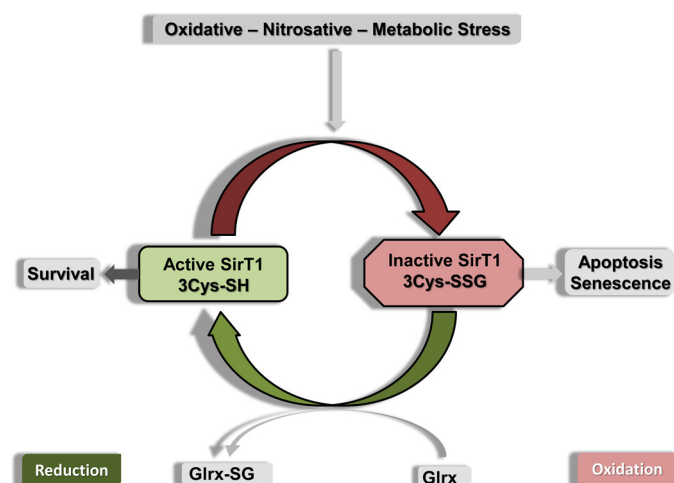 Oxidative – Nitrosative – Metabolic Stress
Survival
Active SirT1
3Cys-SH
Inactive SirT1
3Cys-SSG
Apoptosis
Senescence
Reduction
Glrx-SG
Glrx
Oxidation